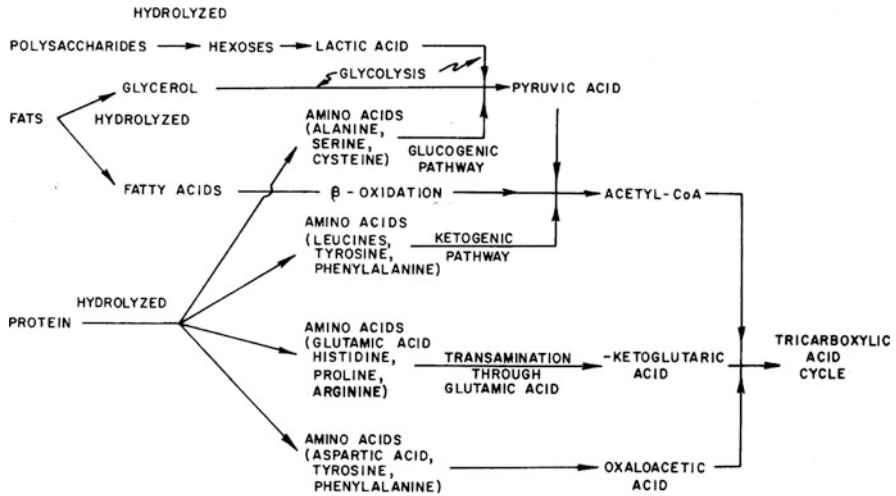 HYDROLYZED
POLYSACCHARIDES
HEXOSES
LACTIC ACID
GLYCOLYSIS
GLYCEROL
PYRUVIC ACID
FATS
HYDROLYZED
AMINO ACIDS
(ALANINE,
SERINE,
CYSTEINE)
GLUCOGENIC
PATHWAY
FATTY ACIDS
β-OXIDATION
ACETYL-CoA
AMINO ACIDS
(LEUCINES,
TYROSINE,
PHENYLALANINE)
KETOGENIC
PATHWAY
HYDROLYZED
PROTEIN
AMINO ACIDS
(GLUTAMIC ACID
HISTIDINE,
PROLINE,
ARGININE)
TRANSAMINATION
THROUGH
GLUTAMIC ACID
-KETOGLUTARIC
ACID
TRICARBOXYLIC
ACID
CYCLE
AMINO ACIDS
(ASPARTIC ACID,
TYROSINE,
PHENYLALANINE)
OXALOACETIC
ACID